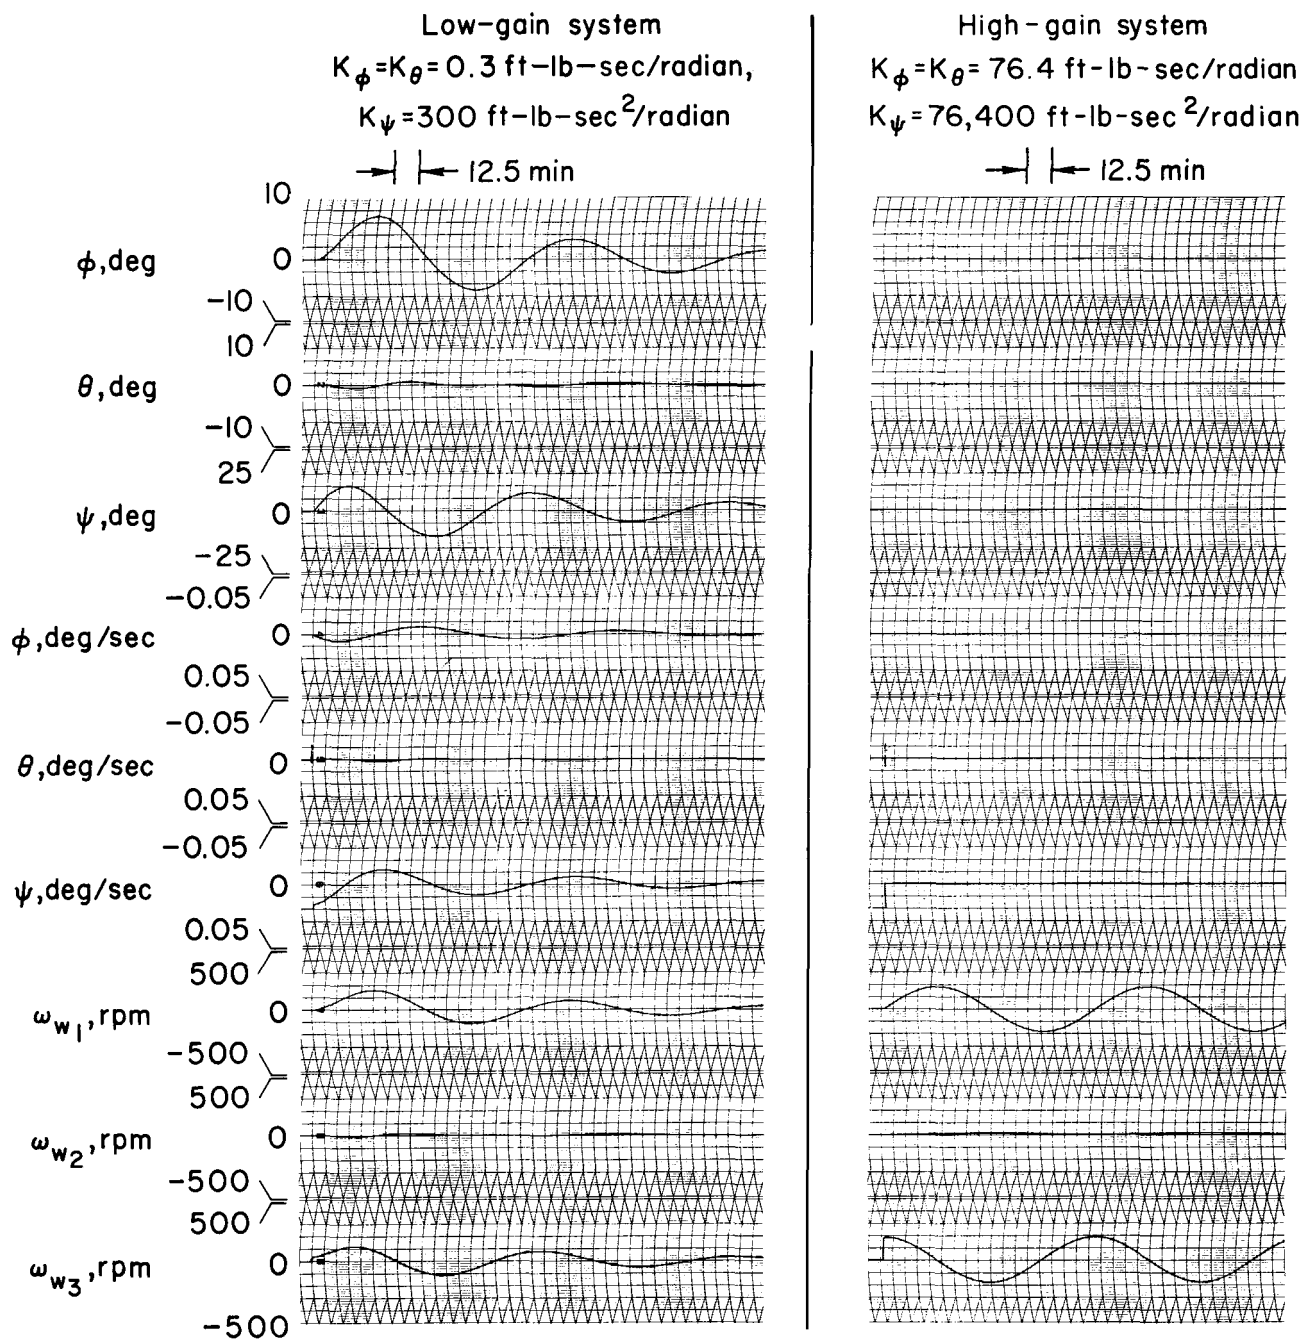 Low-gain system
Kϕ=Kθ=0.3 ft-lb-sec/radian,
Kψ=300 ft-lb-sec²/radian
12.5 min
High-gain system
Kϕ=Kθ=76.4 ft-lb-sec/radian
Kψ=76,400 ft-lb-sec²/radian
12.5 min
10
ϕ,deg 0
-10
10
θ,deg 0
-10
25
ψ,deg 0
-25
-0.05
ϕ,deg/sec 0
0.05
-0.05
θ,deg/sec 0
0.05
-0.05
ψ,deg/sec 0
0.05
500
ωw1,rpm 0
-500
500
ωw2,rpm 0
-500
500
ωw3,rpm 0
-500